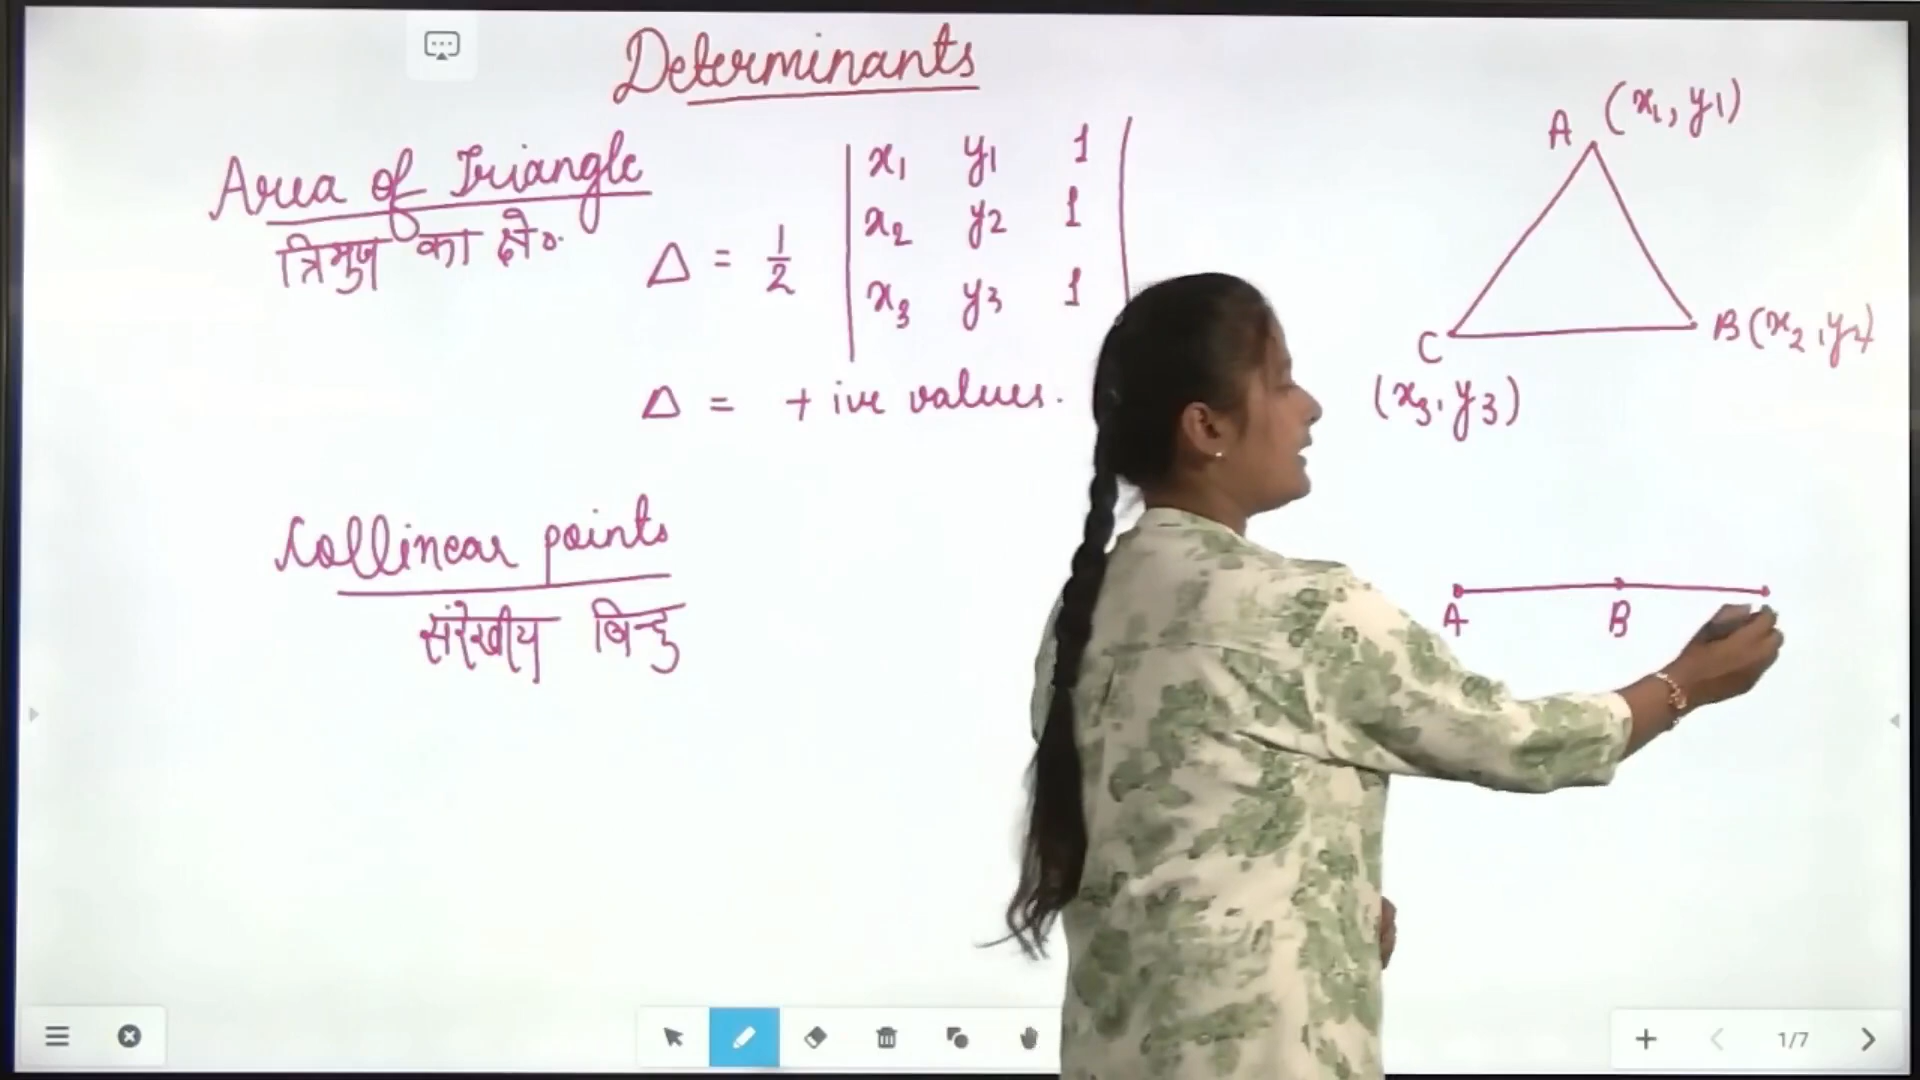 Determinants
Area of Triangle
त्रिभुज का क्षे०
Δ = 1/2 | x₁ y₁ 1 |
| x₂ y₂ 1 |
| x₃ y₃ 1 |
Δ = + ive values.
A (x₁, y₁)
B (x₂, y₂)
C
(x₃, y₃)
Collinear points
संरेखीय बिन्दु
A B
1/7